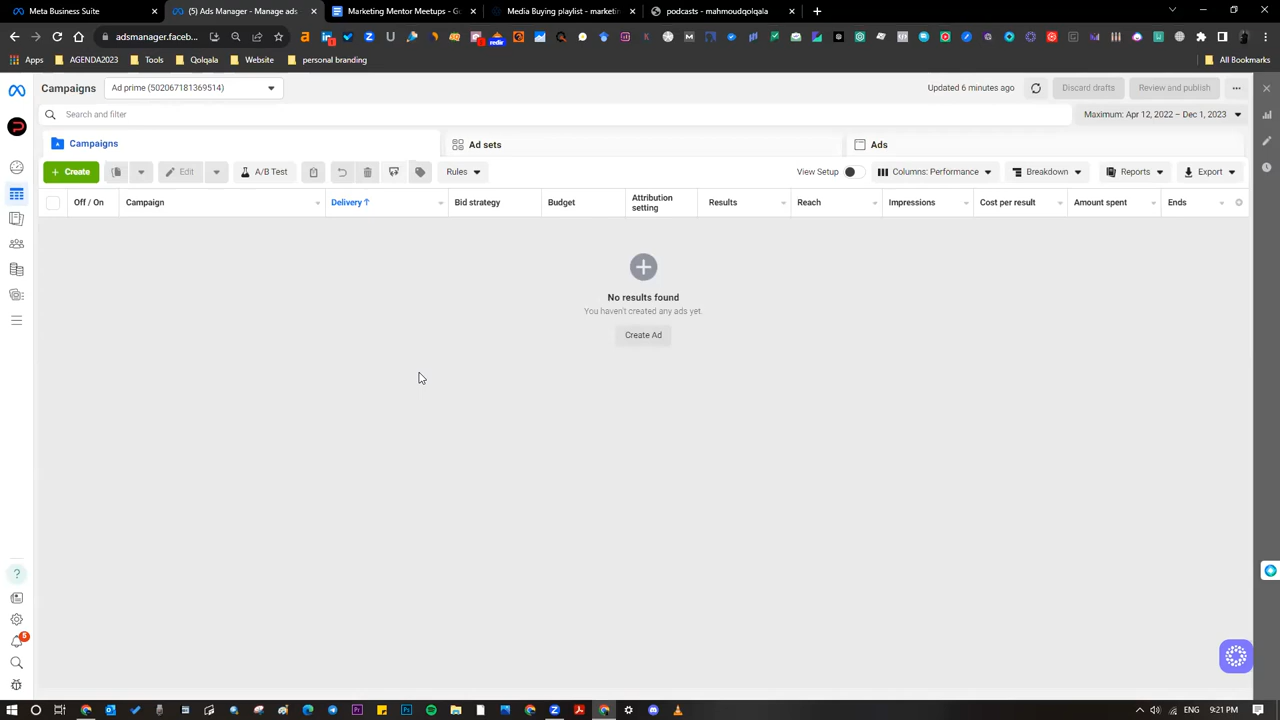 Meta Business Suite
(5) Ads Manager - Manage ads
Marketing Mentor Meetups - Go
Media Buying playlist - marketin
podcasts - mahmoudqolqala
adsmanager.faceb...
Apps
AGENDA2023
Tools
Qolqala
Website
personal branding
All Bookmarks
Campaigns
Ad prime (502067181369514)
Updated 6 minutes ago
Discard drafts
Review and publish
Search and filter
Maximum: Apr 12, 2022 – Dec 1, 2023
Campaigns
Ad sets
Ads
+ Create
Edit
A/B Test
Rules
View Setup
Columns: Performance
Breakdown
Reports
Export
Off / On
Campaign
Delivery ↑
Bid strategy
Budget
Attribution
setting
Results
Reach
Impressions
Cost per result
Amount spent
Ends
No results found
You haven't created any ads yet.
Create Ad
5
ENG
9:21 PM